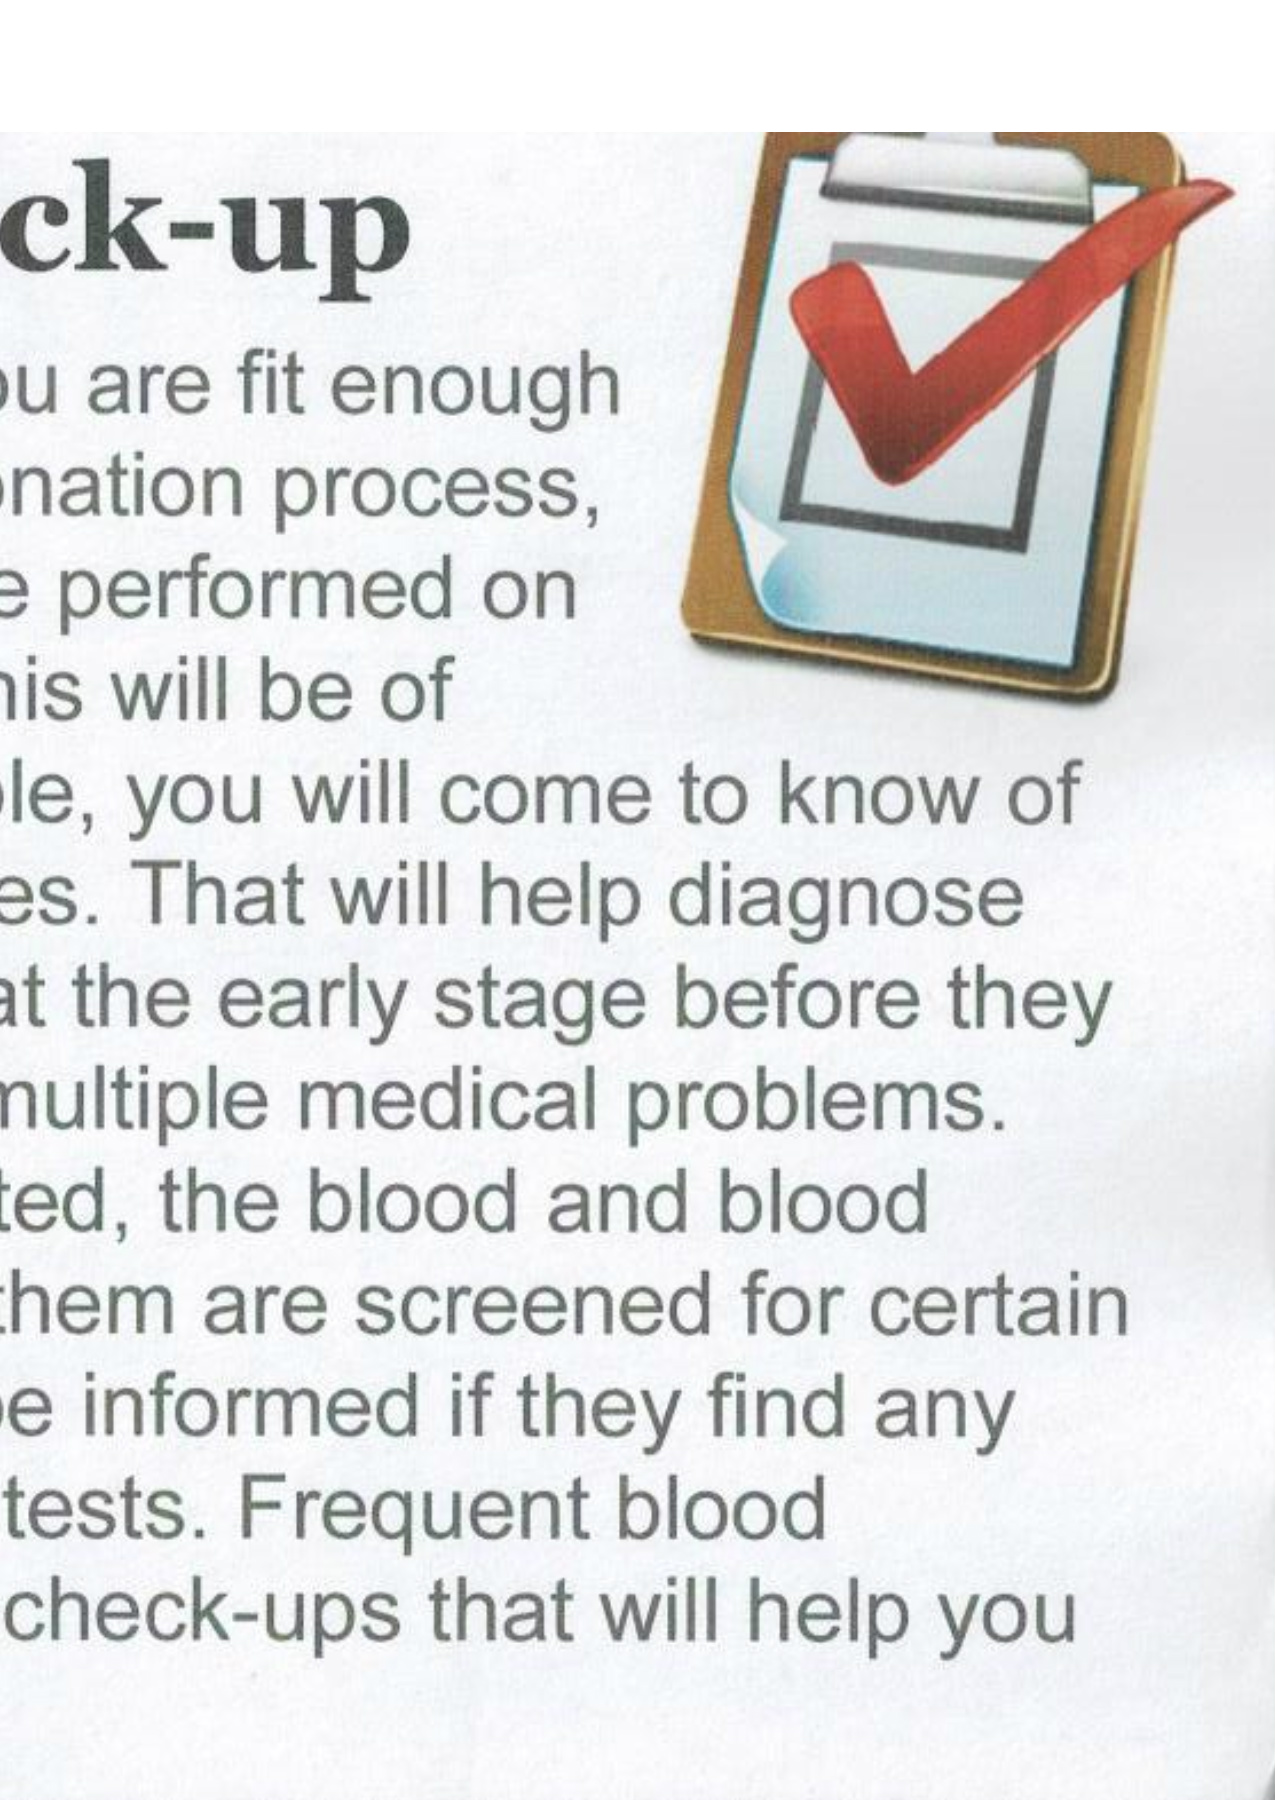 ck-up
ou are fit enough
onation process,
e performed on
his will be of
ble, you will come to know of
es. That will help diagnose
at the early stage before they
multiple medical problems.
ted, the blood and blood
them are screened for certain
be informed if they find any
tests. Frequent blood
check-ups that will help you